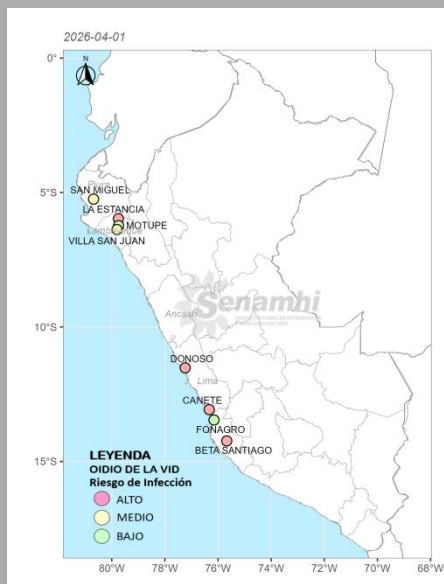 2026-04-01
N
0°
5°S
10°S
15°S
Piura
SAN MIGUEL
LA ESTANCIA
MOTUPE
Lambayeque
VILLA SAN JUAN
Senamhi
Ancash
DONOSO
Lima
CANETE
FONAGRO
BETA SANTIAGO
LEYENDA
OIDIO DE LA VID
Riesgo de Infección
ALTO
MEDIO
BAJO
80°W 78°W 76°W 74°W 72°W 70°W 68°W